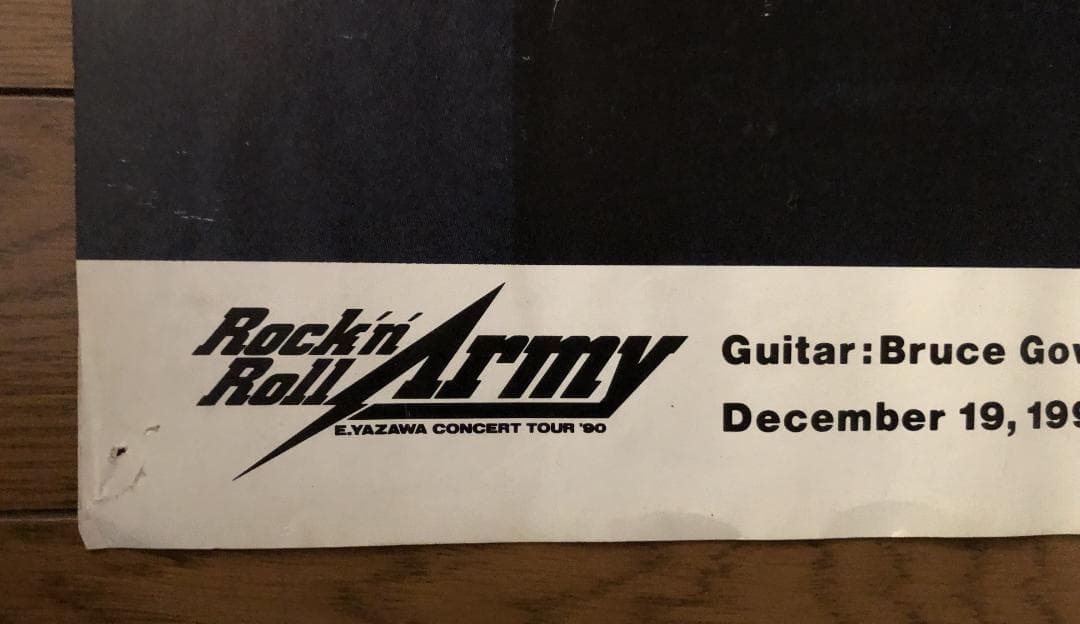 Rock'n' Roll Army
E.YAZAWA CONCERT TOUR '90
Guitar:Bruce
December 19,